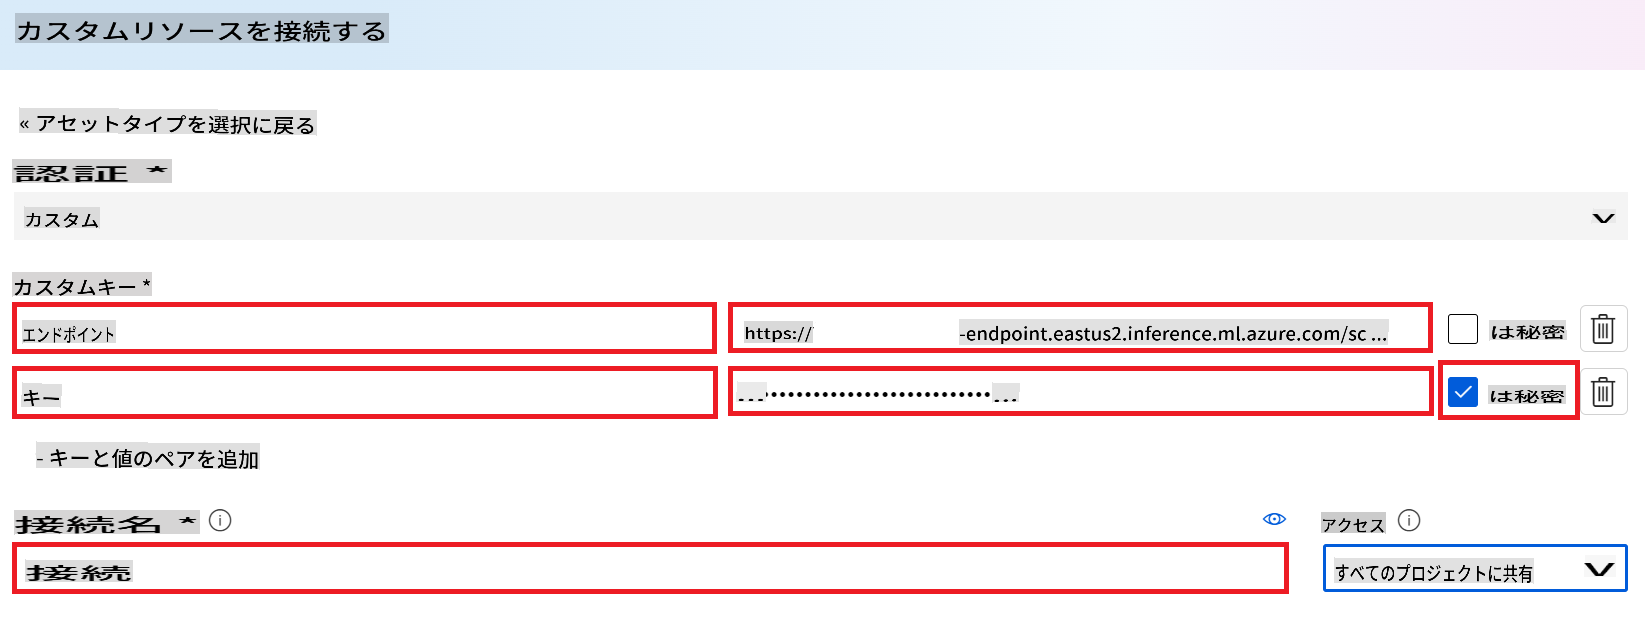 カスタムリソースを接続する
« アセットタイプを選択に戻る
認証 *
カスタム
カスタムキー *
エンドポイント https:// -endpoint.eastus2.inference.ml.azure.com/sc ... は秘密
キー ...••••••••••••••••••••••••••••... は秘密
- キーと値のペアを追加
接続名 * アクセス
接続 すべてのプロジェクトに共有